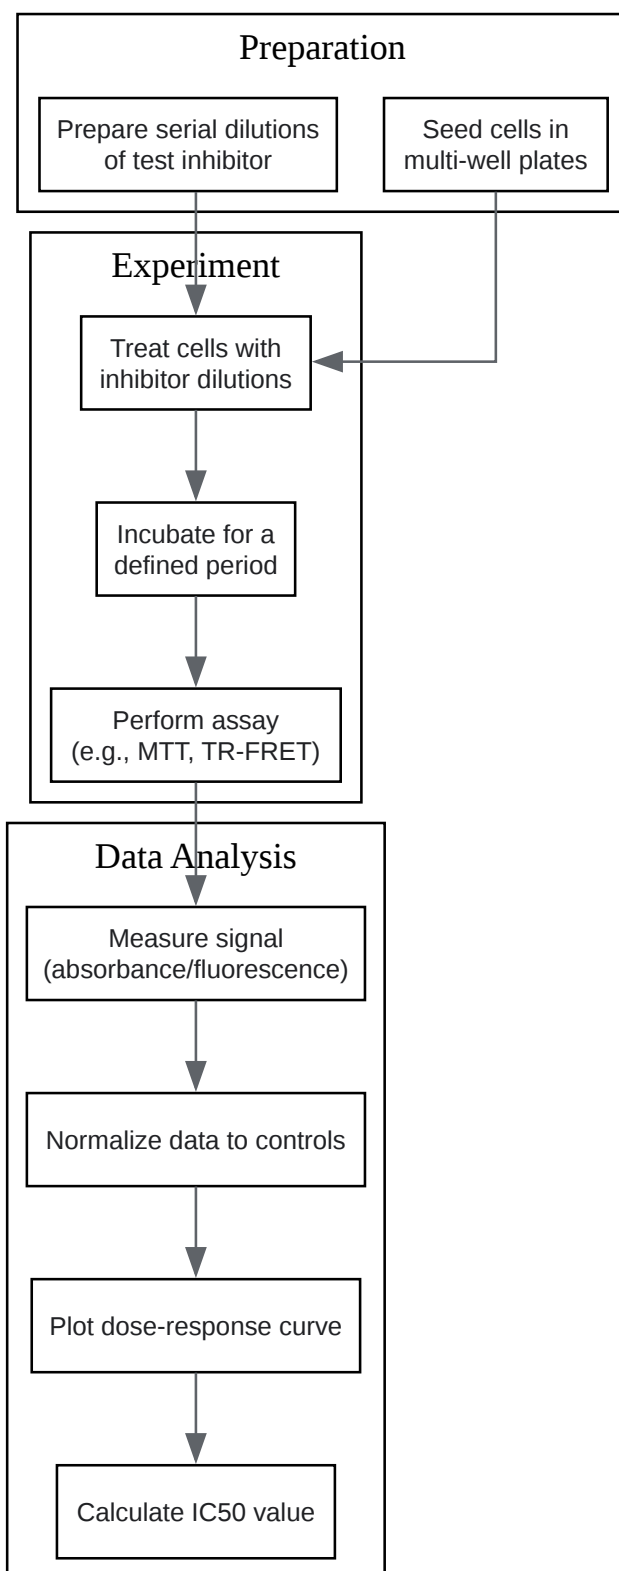 Preparation
Prepare serial dilutions
of test inhibitor
Seed cells in
multi-well plates
Experiment
Treat cells with
inhibitor dilutions
Incubate for a
defined period
Perform assay
(e.g., MTT, TR-FRET)
Data Analysis
Measure signal
(absorbance/fluorescence)
Normalize data to controls
Plot dose-response curve
Calculate IC50 value